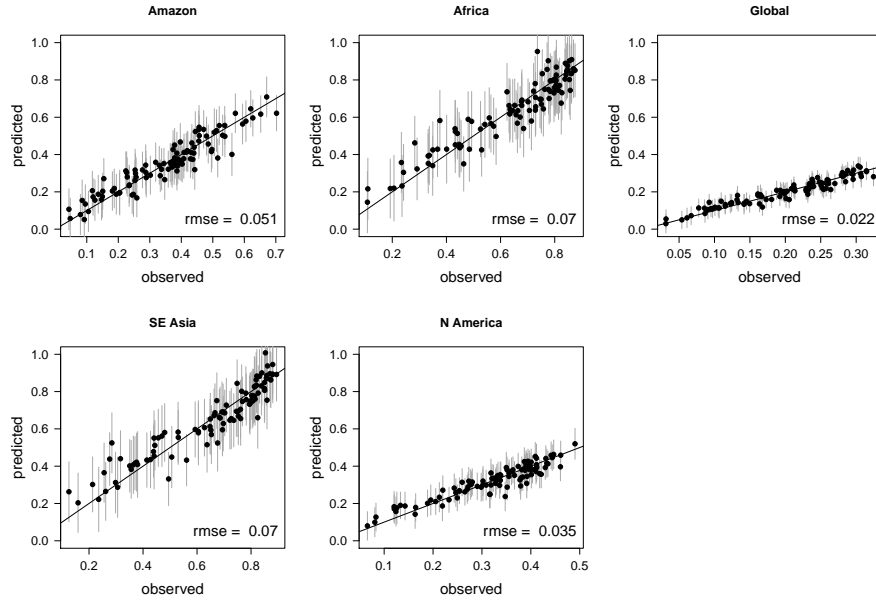 Amazon
1.0
0.8
0.6
0.4
0.2
0.0
predicted
rmse = 0.051
0.1 0.2 0.3 0.4 0.5 0.6 0.7
observed
Africa
1.0
0.8
0.6
0.4
0.2
0.0
predicted
rmse = 0.07
0.2 0.4 0.6 0.8
observed
Global
1.0
0.8
0.6
0.4
0.2
0.0
predicted
rmse = 0.022
0.05 0.10 0.15 0.20 0.25 0.30
observed
SE Asia
1.0
0.8
0.6
0.4
0.2
0.0
predicted
rmse = 0.07
0.2 0.4 0.6 0.8
observed
N America
1.0
0.8
0.6
0.4
0.2
0.0
predicted
rmse = 0.035
0.1 0.2 0.3 0.4 0.5
observed